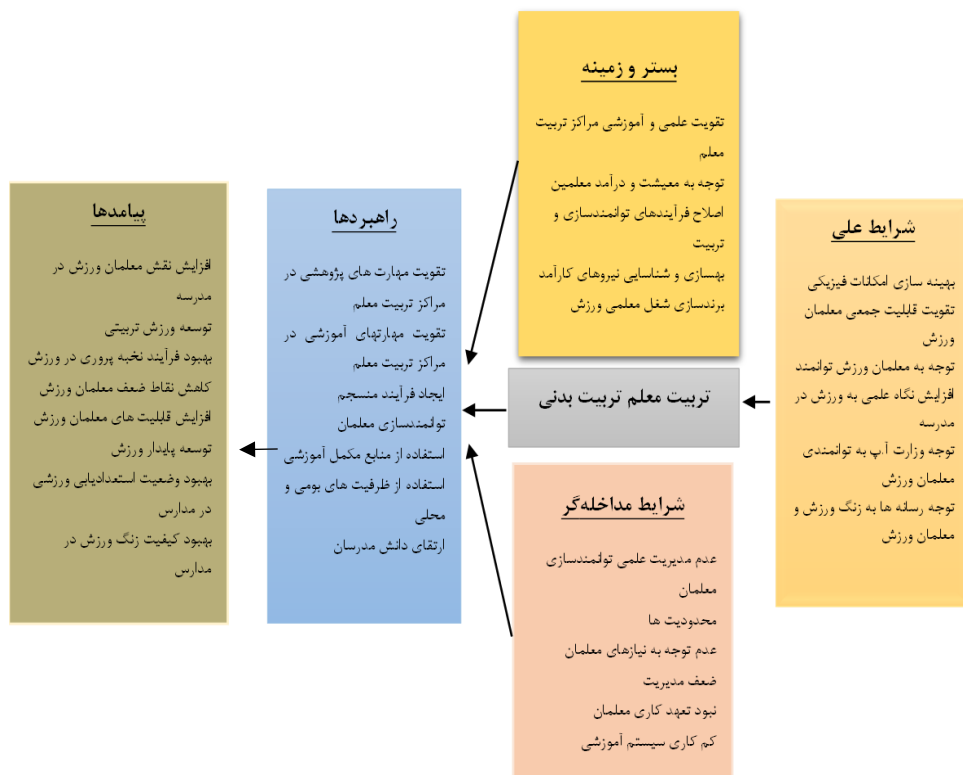 بستر و زمینه
تقویت علمی و آموزشی مراکز تربیت
معلم
توجه به معیشت و درآمد معلمین
اصلاح فرآیندهای توانمندسازی و
تربیت
بهسازی و شناسایی نیروهای کارآمد
برندسازی شغل معلمی ورزش
شرایط علی
بهینه سازی امکانات فیزیکی
تقویت قابلیت جمعی معلمان
ورزش
توجه به معلمان ورزش توانمند
افزایش نگاه علمی به ورزش در
مدرسه
توجه وزارت آ.پ به توانمندی
معلمان ورزش
توجه رسانه ها به زنگ ورزش و
معلمان ورزش
تربیت معلم تربیت بدنی
شرایط مداخله‌گر
عدم مدیریت علمی توانمندسازی
معلمان
محدودیت ها
عدم توجه به نیازهای معلمان
ضعف مدیریت
نبود تعهد کاری معلمان
کم کاری سیستم آموزشی
راهبردها
تقویت مهارت های پژوهشی در
مراکز تربیت معلم
تقویت مهارتهای آموزشی در
مراکز تربیت معلم
ایجاد فرآیند منسجم
توانمندسازی معلمان
استفاده از منابع مکمل آموزشی
استفاده از ظرفیت های بومی و
محلی
ارتقای دانش مدرسان
پیامدها
افزایش نقش معلمان ورزش در
مدرسه
توسعه ورزش تربیتی
بهبود فرآیند نخبه پروری در ورزش
کاهش نقاط ضعف معلمان ورزش
افزایش قابلیت های معلمان ورزش
توسعه پایدار ورزش
بهبود وضعیت استعدادیابی ورزشی
در مدارس
بهبود کیفیت زنگ ورزش در
مدارس